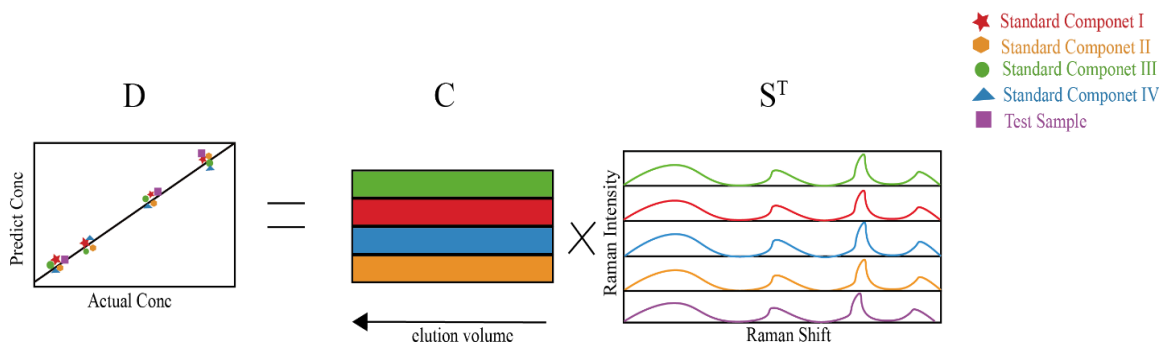 Standard Componet I
Standard Componet II
Standard Componet III
Standard Componet IV
Test Sample
D
C
Sᵀ
Predict Conc
Actual Conc
elution volume
Raman Intensity
Raman Shift